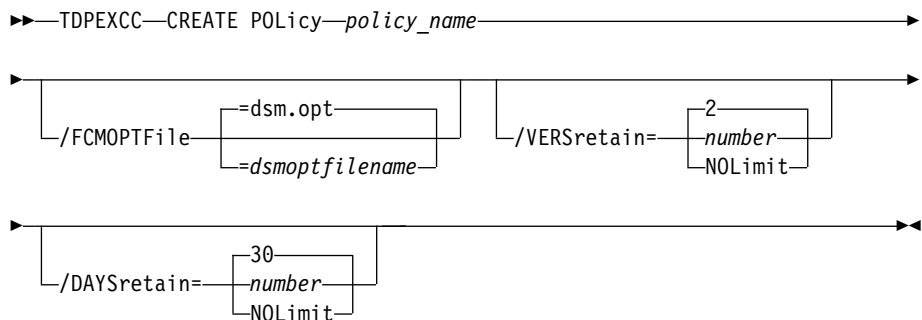 TDPEXCC CREATE POLicy policy_name
=dsm.opt
/FCMOPTFile
=dsmoptfilename
2
/VERSretain= number
NOLimit
30
/DAYSretain= number
NOLimit